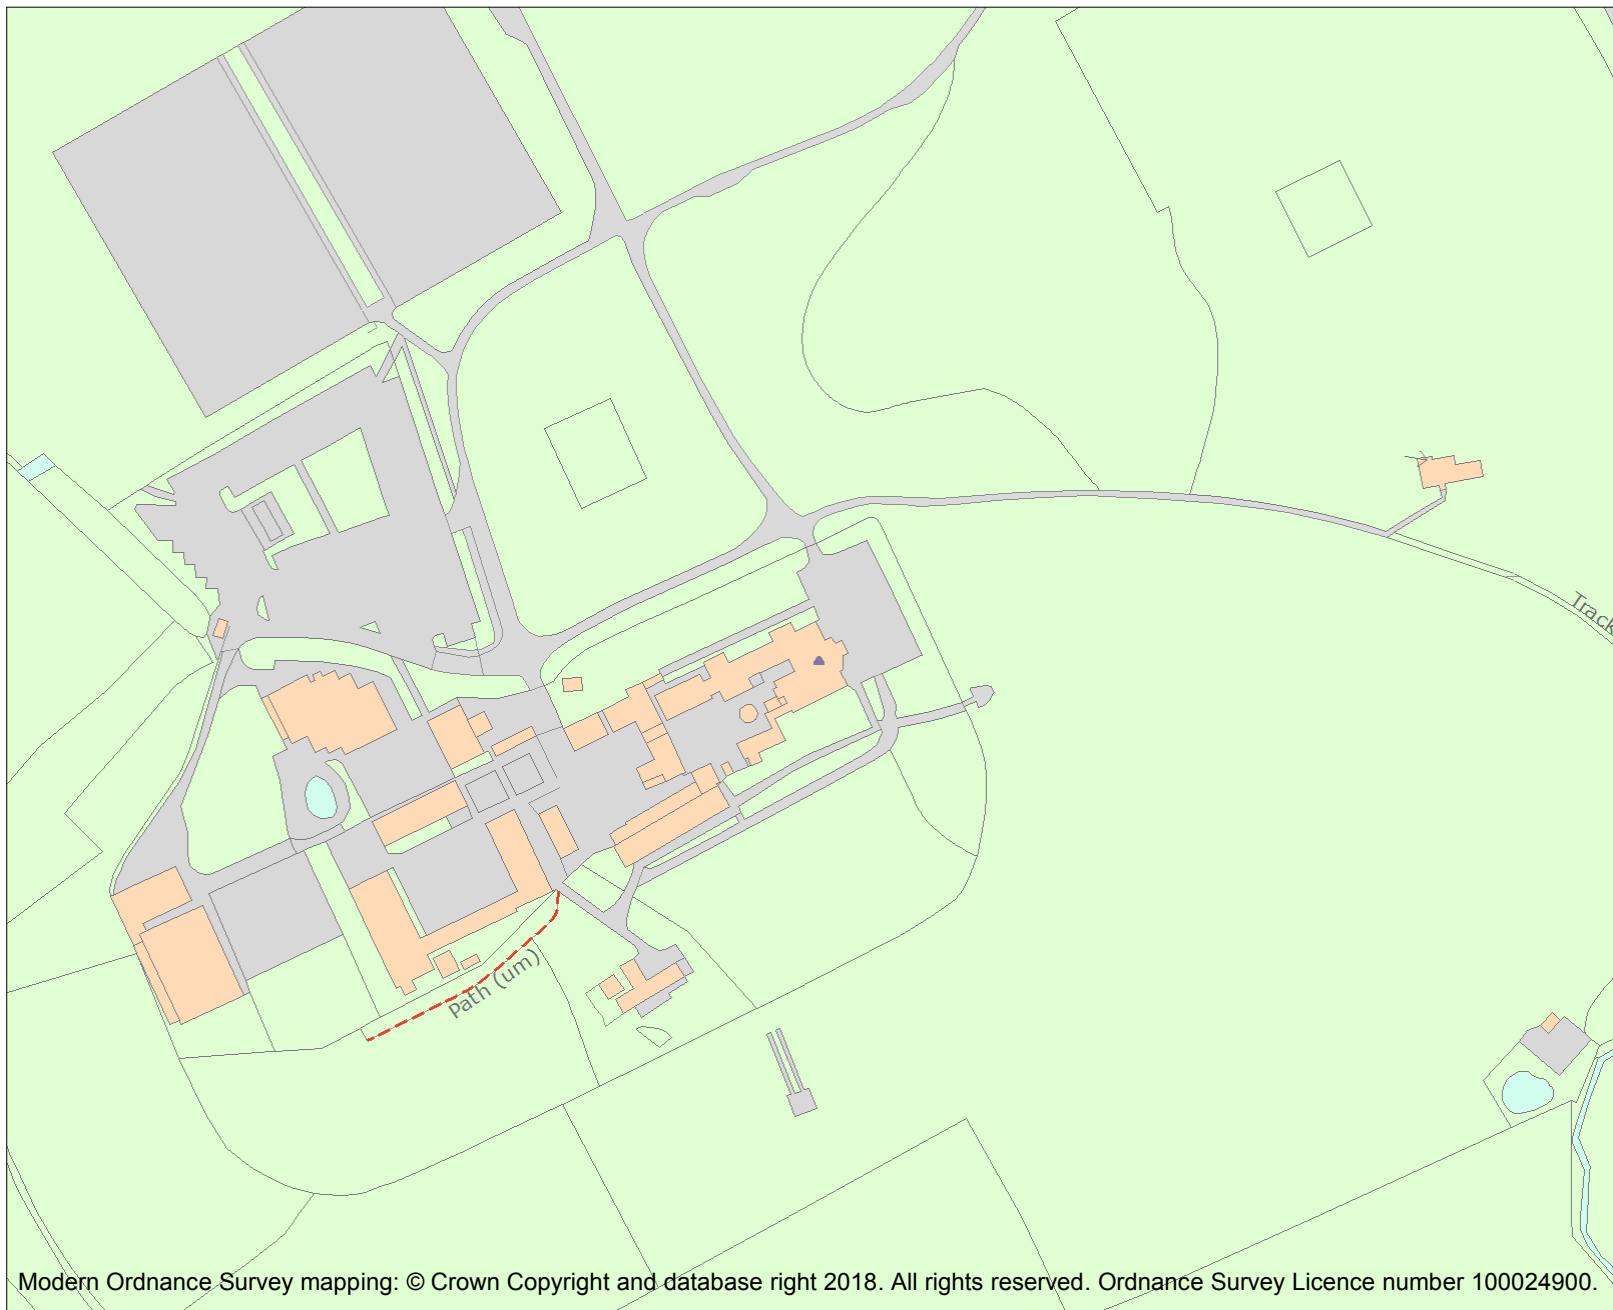 Track
Path (um)
Modern Ordnance Survey mapping: © Crown Copyright and database right 2018. All rights reserved. Ordnance Survey Licence number 100024900.